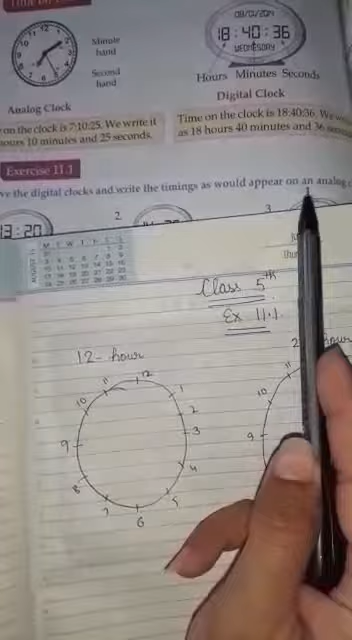 Minute
hand
Second
hand
08/01/2014
18:40:36
WEDNESDAY
Hours Minutes Seconds
Analog Clock
Digital Clock
on the clock is 7:10:25. We write it
hours 10 minutes and 25 seconds.
Time on the clock is 18:40:36. We
as 18 hours 40 minutes and 36
Exercise 11.1
the digital clocks and write the timings as would appear on an analog
13:20
2.
3.
Class 5th
Ex 11.1
12-hour
12
11
1
10
2
9
3
8
4
7
5
6
2
hour
11
10
9